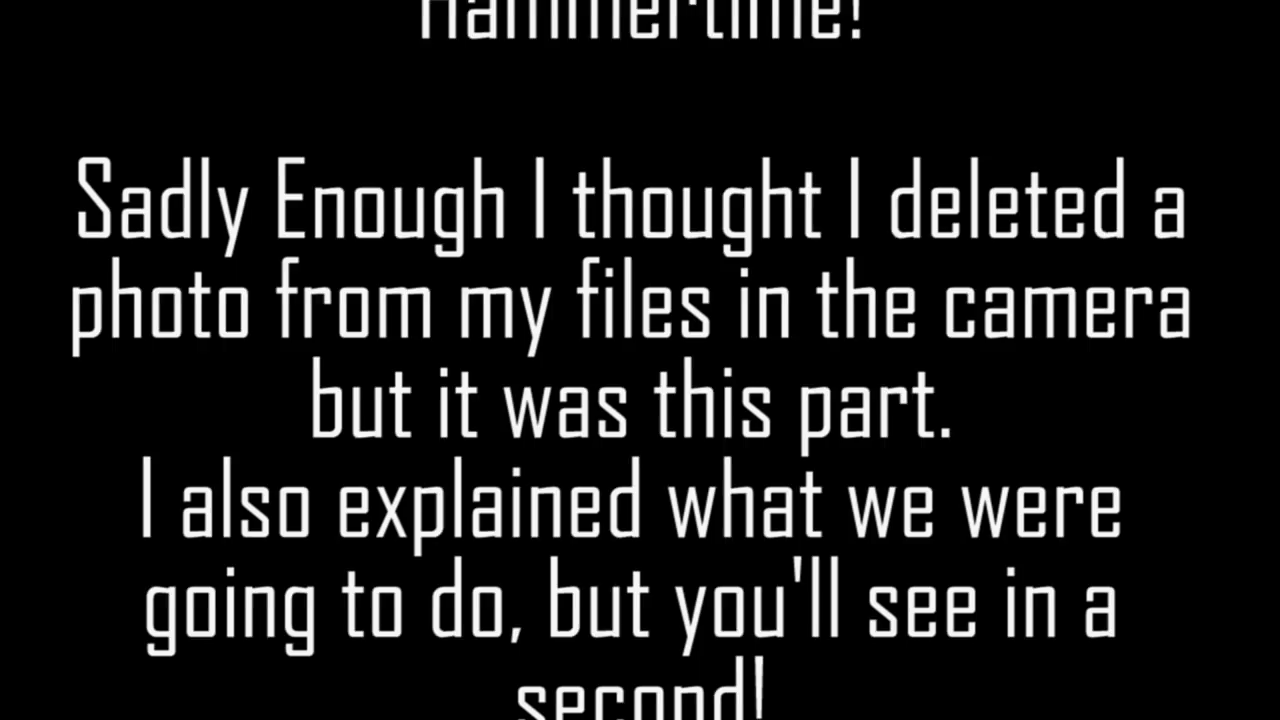 Hammertime!
Sadly Enough I thought I deleted a
photo from my files in the camera
but it was this part.
I also explained what we were
going to do, but you'll see in a
second!